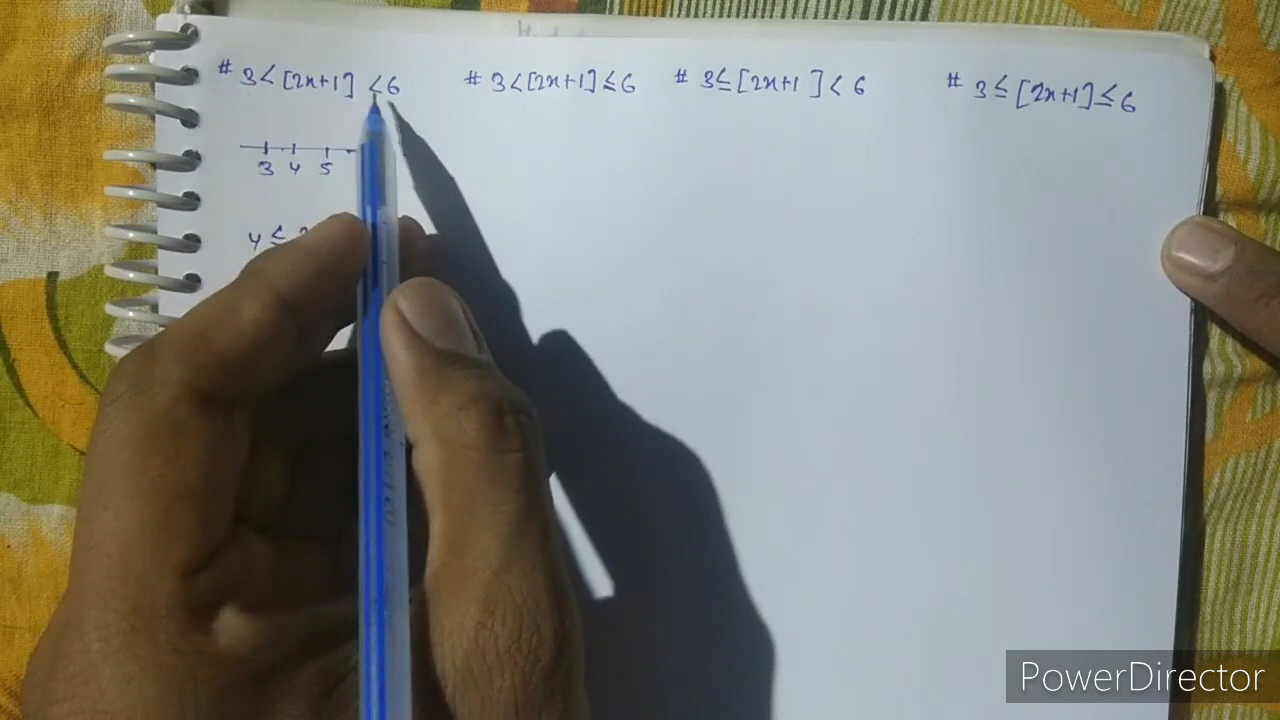 # 3<[2x+1] <6 # 3<[2x+1]≤6 # 3≤[2x+1]<6 # 3≤[2x+1]≤6
3 4 5
4≤
PowerDirector